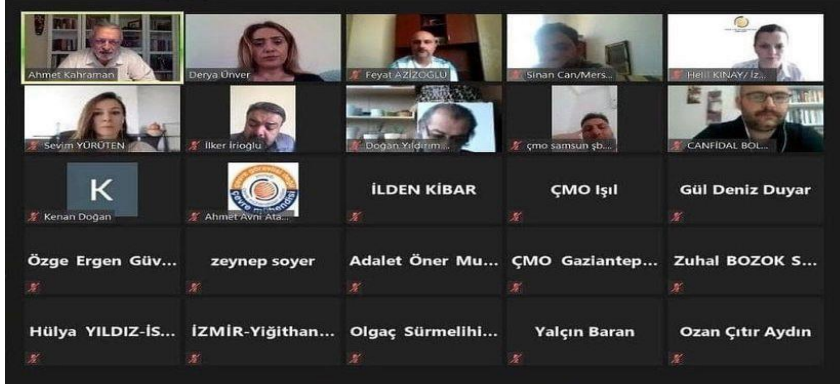 Ahmet Kahraman
Derya Ünver
Feyat AZİZOĞLU
Sinan Can/Mers...
Helil KINAY/ İz...
Sevim YÜRÜTEN
İlker İrioğlu
Doğan Yıldırım...
çmo samsun şb....
CANFİDAL BOL...
K
Kenan Doğan
Ahmet Avni Ata...
İLDEN KİBAR
ÇMO Işıl
Gül Deniz Duyar
Özge Ergen Güv...
zeynep soyer
Adalet Öner Mu...
ÇMO Gaziantep...
Zuhal BOZOK S...
Hülya YILDIZ-İS...
İZMİR-Yiğithan...
Olgaç Sürmelihi...
Yalçın Baran
Ozan Çıtır Aydın